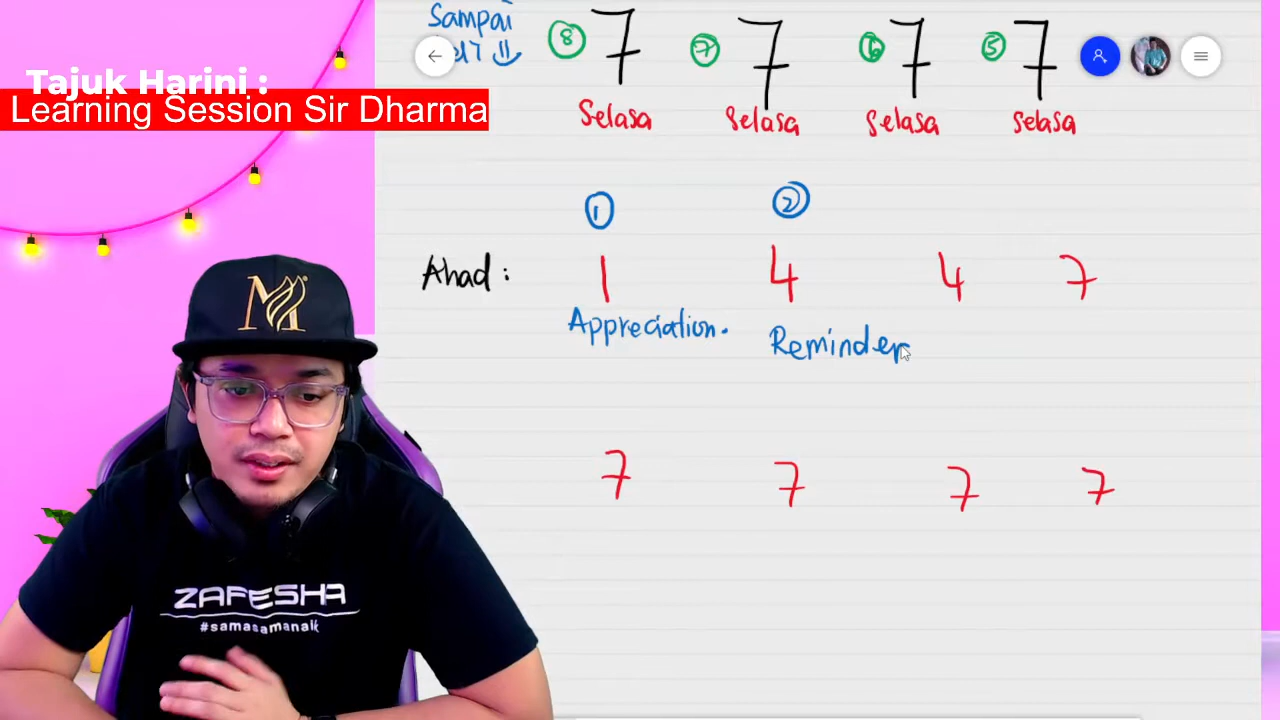 Sampai
Tajuk Harini :
Learning Session Sir Dharma
8 7 7 7 6 7 5 7
Selasa Selasa Selasa Selasa
1 2
Ahad : 1 4 4 7
Appreciation. Reminder
7 7 7 7
M
ZAFESHA
#samasamanaik